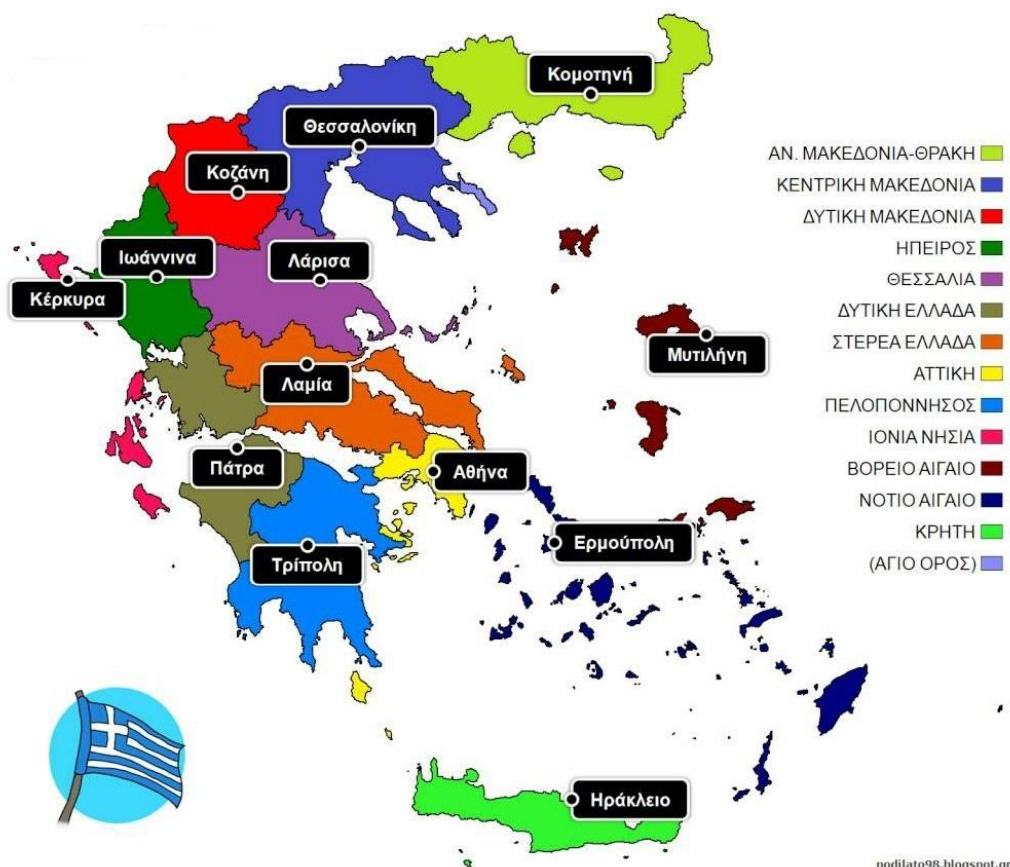 Κομοτηνή
Θεσσαλονίκη
Κοζάνη
Ιωάννινα
Λάρισα
Κέρκυρα
Μυτιλήνη
Λαμία
Πάτρα
Αθήνα
Ερμούπολη
Τρίπολη
Ηράκλειο
ΑΝ. ΜΑΚΕΔΟΝΙΑ-ΘΡΑΚΗ
ΚΕΝΤΡΙΚΗ ΜΑΚΕΔΟΝΙΑ
ΔΥΤΙΚΗ ΜΑΚΕΔΟΝΙΑ
ΗΠΕΙΡΟΣ
ΘΕΣΣΑΛΙΑ
ΔΥΤΙΚΗ ΕΛΛΑΔΑ
ΣΤΕΡΕΑ ΕΛΛΑΔΑ
ΑΤΤΙΚΗ
ΠΕΛΟΠΟΝΝΗΣΟΣ
ΙΟΝΙΑ ΝΗΣΙΑ
ΒΟΡΕΙΟ ΑΙΓΑΙΟ
ΝΟΤΙΟ ΑΙΓΑΙΟ
ΚΡΗΤΗ
(ΑΓΙΟ ΟΡΟΣ)
podilato98.blogspot.gr